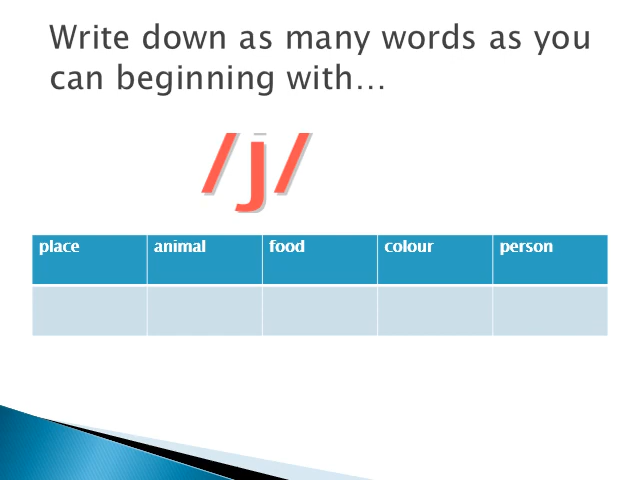 Write down as many words as you
can beginning with…
/j/
place animal food colour person